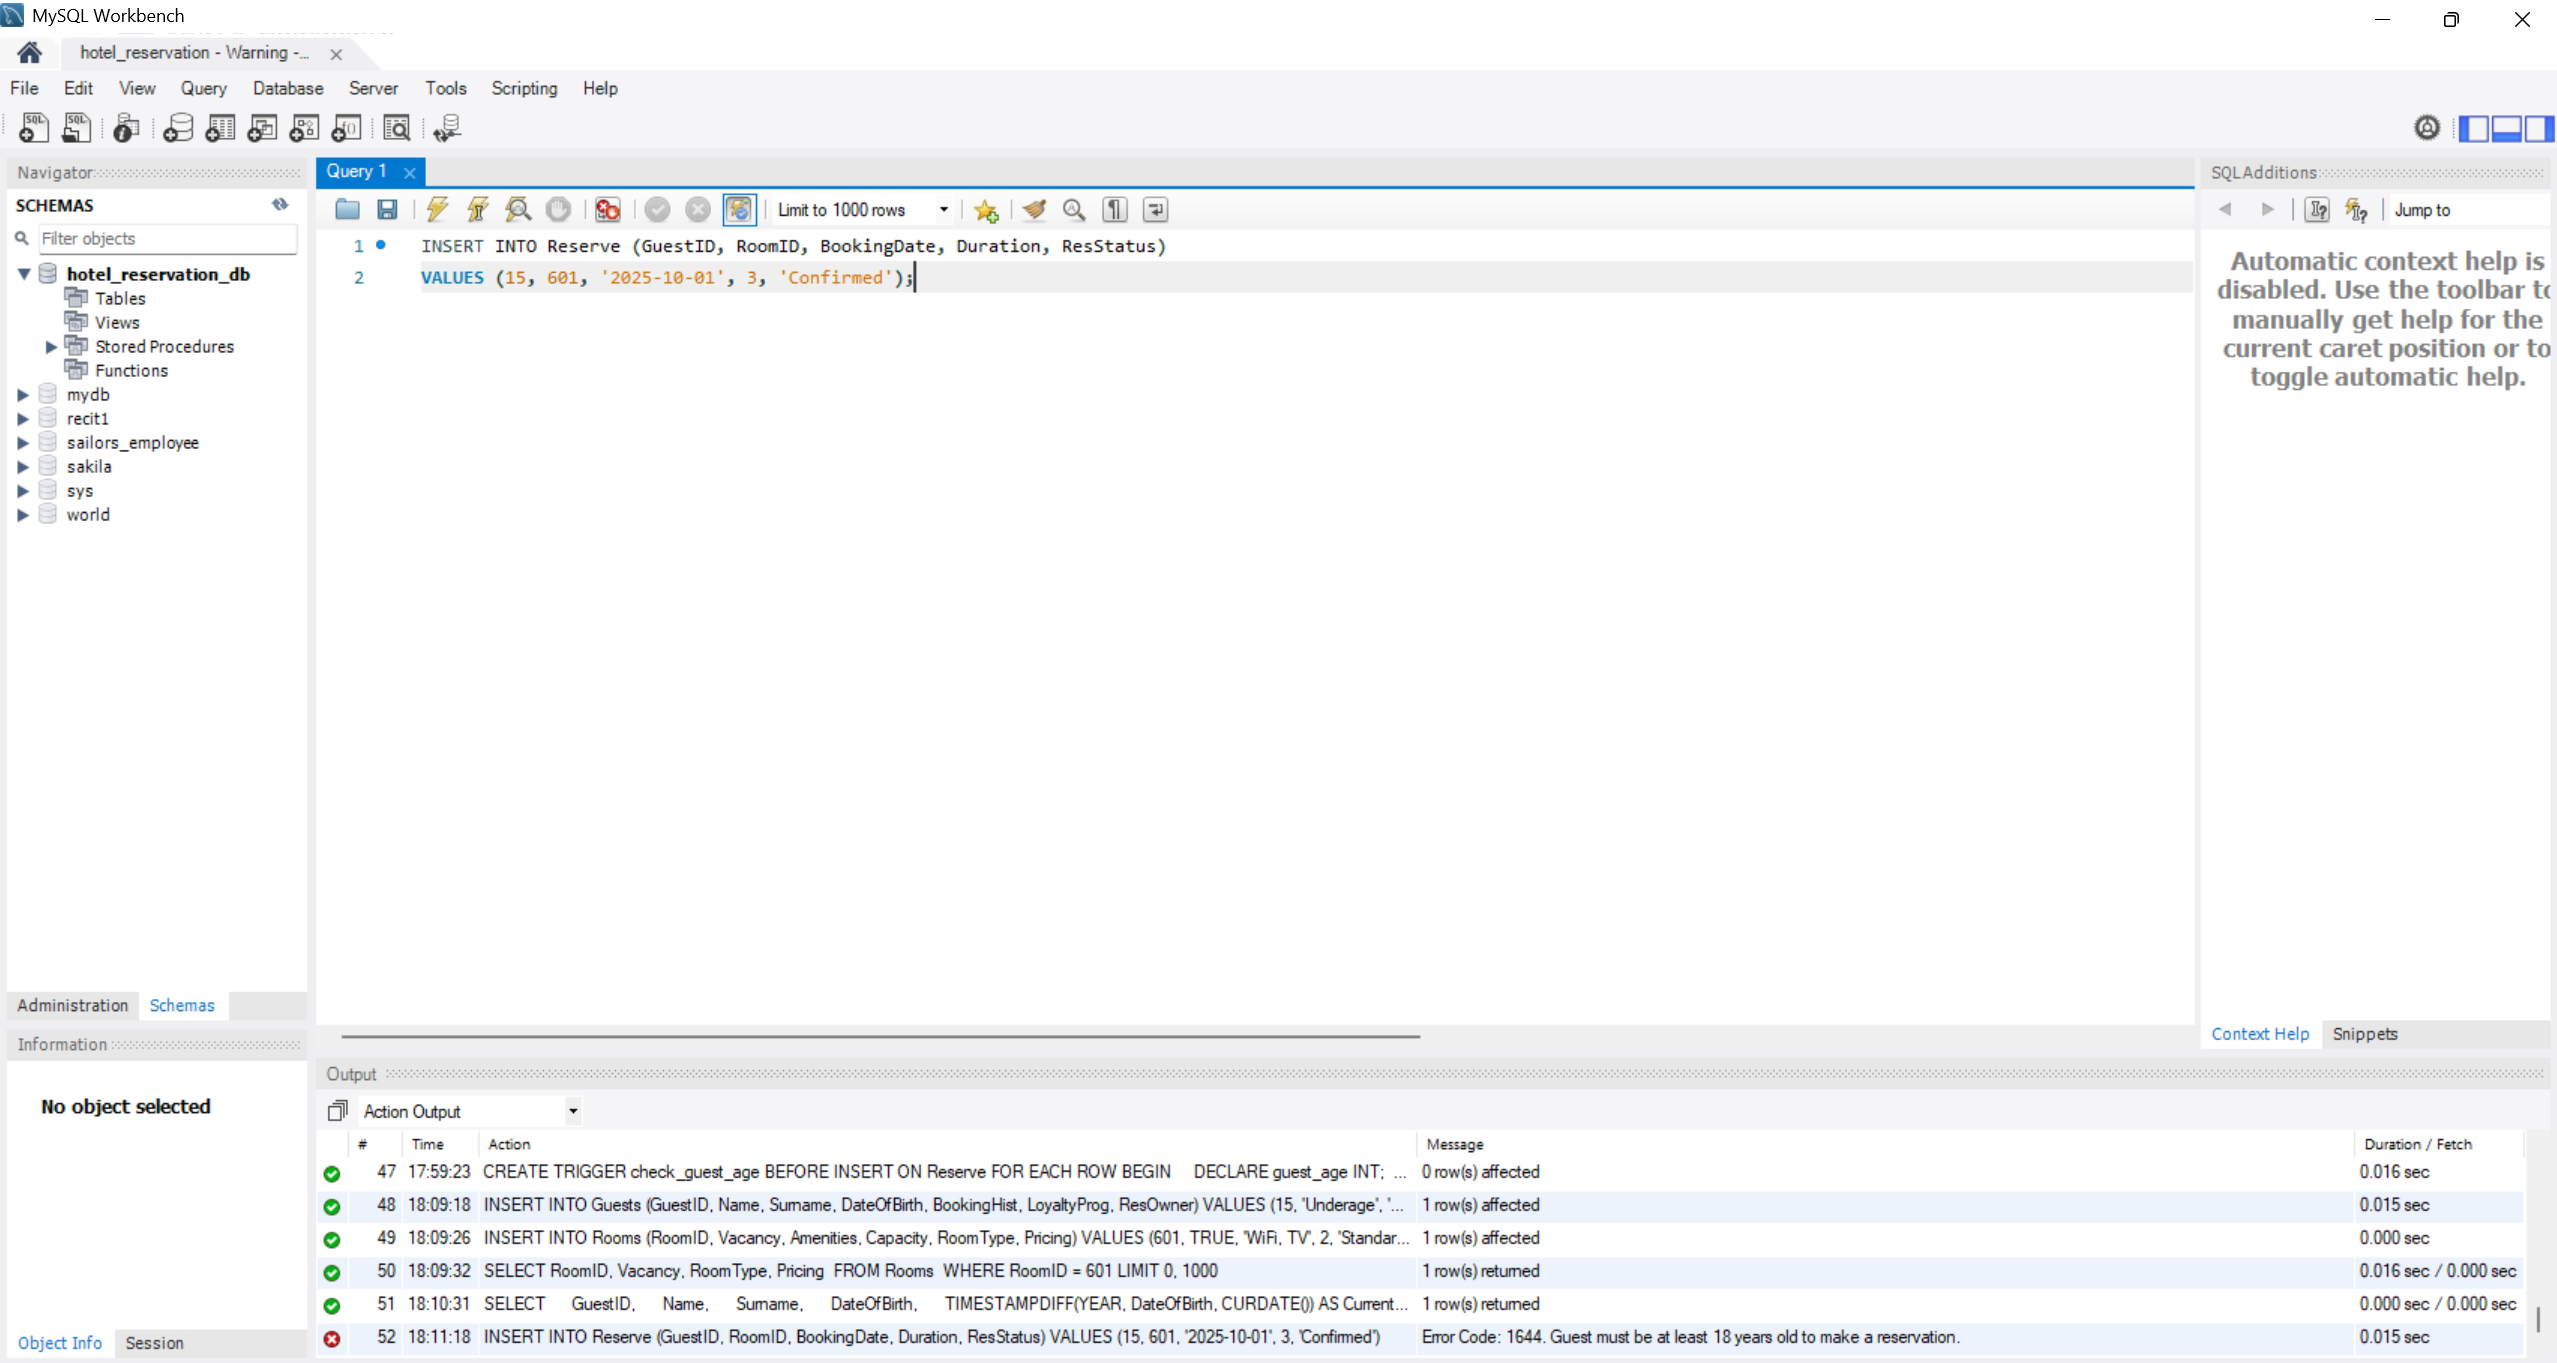 MySQL Workbench
hotel_reservation - Warning -...
File Edit View Query Database Server Tools Scripting Help
Navigator
SCHEMAS
Filter objects
hotel_reservation_db
Tables
Views
Stored Procedures
Functions
mydb
recit1
sailors_employee
sakila
sys
world
Administration Schemas
Information
No object selected
Object Info Session
Query 1
Limit to 1000 rows
1 INSERT INTO Reserve (GuestID, RoomID, BookingDate, Duration, ResStatus)
2 VALUES (15, 601, '2025-10-01', 3, 'Confirmed');
SQLAdditions
Jump to
Automatic context help is
disabled. Use the toolbar to
manually get help for the
current caret position or to
toggle automatic help.
Context Help Snippets
Output
Action Output
# Time Action Message Duration / Fetch
47 17:59:23 CREATE TRIGGER check_guest_age BEFORE INSERT ON Reserve FOR EACH ROW BEGIN DECLARE guest_age INT; ... 0 row(s) affected 0.016 sec
48 18:09:18 INSERT INTO Guests (GuestID, Name, Surname, DateOfBirth, BookingHist, LoyaltyProg, ResOwner) VALUES (15, 'Underage', '... 1 row(s) affected 0.015 sec
49 18:09:26 INSERT INTO Rooms (RoomID, Vacancy, Amenities, Capacity, RoomType, Pricing) VALUES (601, TRUE, 'WiFi, TV', 2, 'Standar... 1 row(s) affected 0.000 sec
50 18:09:32 SELECT RoomID, Vacancy, RoomType, Pricing FROM Rooms WHERE RoomID = 601 LIMIT 0, 1000 1 row(s) returned 0.016 sec / 0.000 sec
51 18:10:31 SELECT GuestID, Name, Surname, DateOfBirth, TIMESTAMPDIFF(YEAR, DateOfBirth, CURDATE()) AS Current... 1 row(s) returned 0.000 sec / 0.000 sec
52 18:11:18 INSERT INTO Reserve (GuestID, RoomID, BookingDate, Duration, ResStatus) VALUES (15, 601, '2025-10-01', 3, 'Confirmed') Error Code: 1644. Guest must be at least 18 years old to make a reservation. 0.015 sec